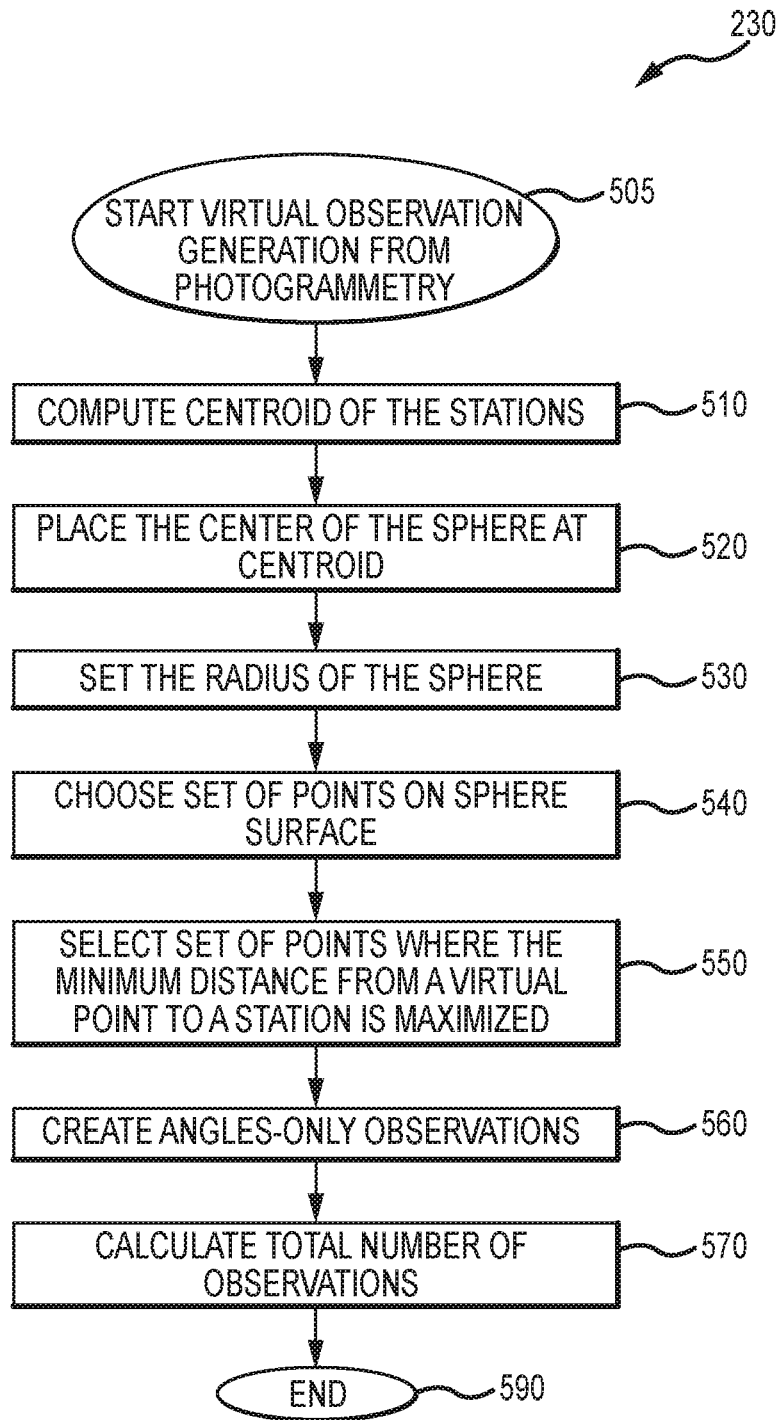 230
START VIRTUAL OBSERVATION
GENERATION FROM
PHOTOGRAMMETRY
505
COMPUTE CENTROID OF THE STATIONS
510
PLACE THE CENTER OF THE SPHERE AT
CENTROID
520
SET THE RADIUS OF THE SPHERE
530
CHOOSE SET OF POINTS ON SPHERE
SURFACE
540
SELECT SET OF POINTS WHERE THE
MINIMUM DISTANCE FROM A VIRTUAL
POINT TO A STATION IS MAXIMIZED
550
CREATE ANGLES-ONLY OBSERVATIONS
560
CALCULATE TOTAL NUMBER OF
OBSERVATIONS
570
END
590